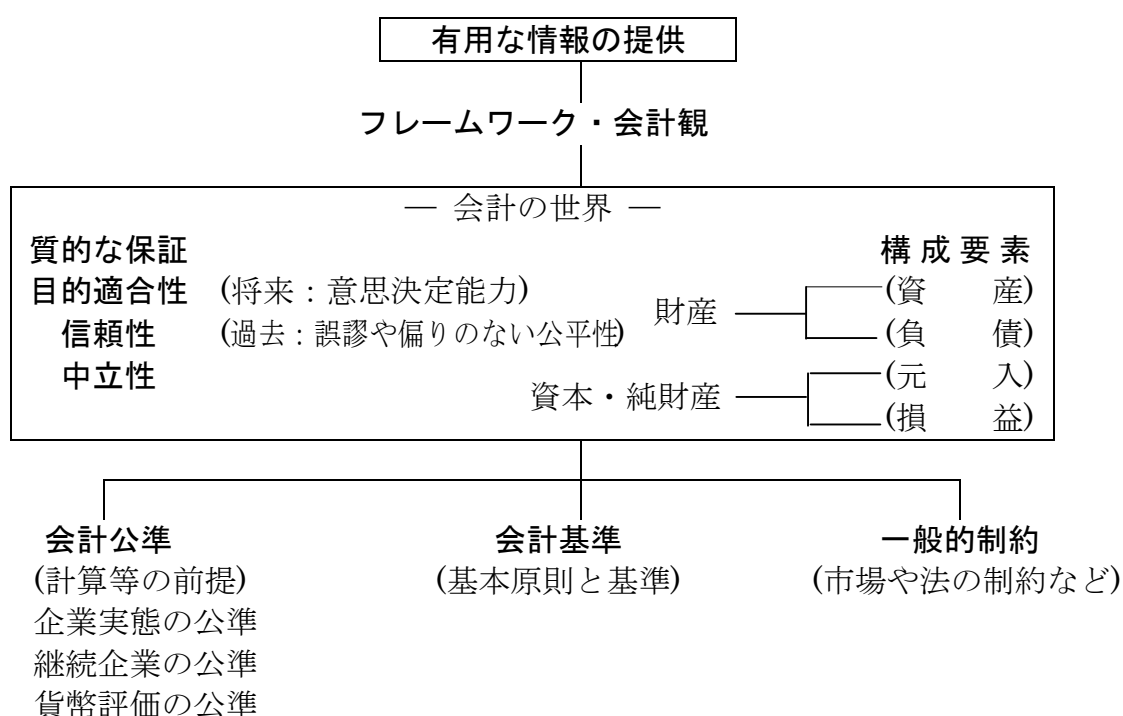 有用な情報の提供
フレームワーク・会計観
― 会計の世界 ―
質的な保証
構成要素
目的適合性 (将来：意思決定能力)
信頼性 (過去：誤謬や偏りのない公平性)
中立性
財産
(資 産)
(負 債)
資本・純財産
(元 入)
(損 益)
会計公準
(計算等の前提)
企業実態の公準
継続企業の公準
貨幣評価の公準
会計基準
(基本原則と基準)
一般的制約
(市場や法の制約など)